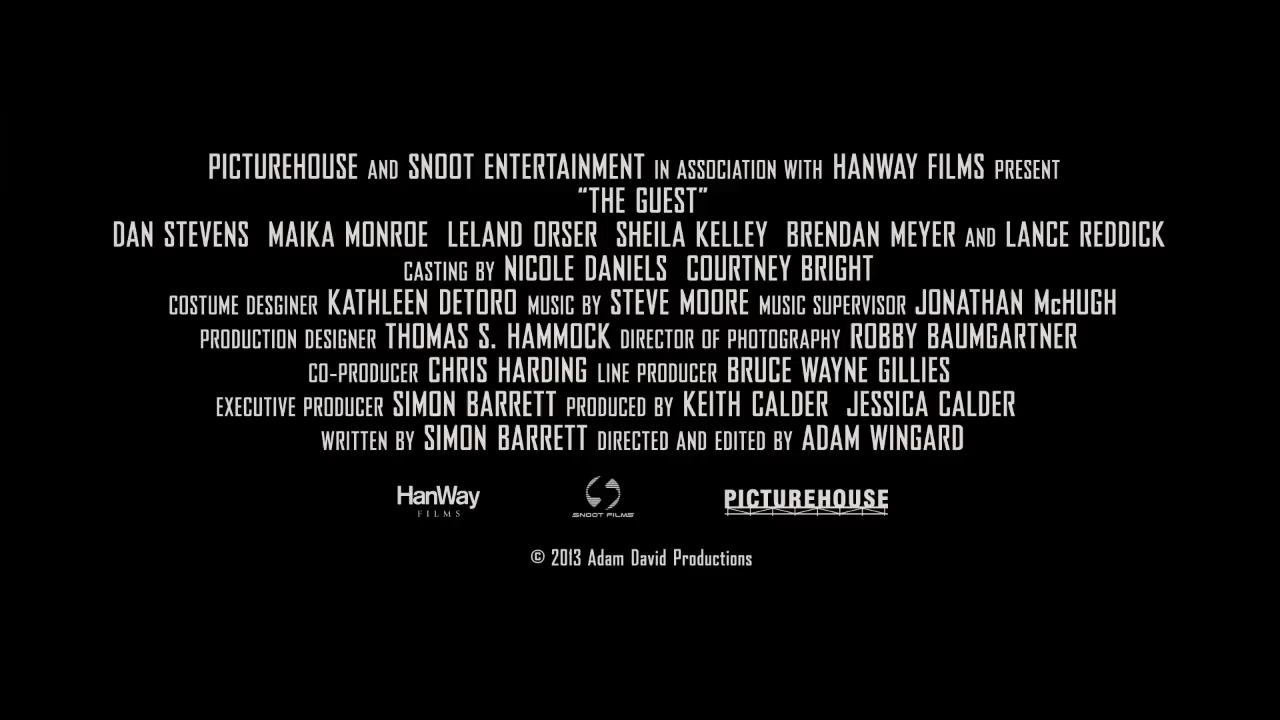 PICTUREHOUSE AND SNOOT ENTERTAINMENT IN ASSOCIATION WITH HANWAY FILMS PRESENT
“THE GUEST”
DAN STEVENS MAIKA MONROE LELAND ORSER SHEILA KELLEY BRENDAN MEYER AND LANCE REDDICK
CASTING BY NICOLE DANIELS COURTNEY BRIGHT
COSTUME DESGINER KATHLEEN DETORO MUSIC BY STEVE MOORE MUSIC SUPERVISOR JONATHAN McHUGH
PRODUCTION DESIGNER THOMAS S. HAMMOCK DIRECTOR OF PHOTOGRAPHY ROBBY BAUMGARTNER
CO-PRODUCER CHRIS HARDING LINE PRODUCER BRUCE WAYNE GILLIES
EXECUTIVE PRODUCER SIMON BARRETT PRODUCED BY KEITH CALDER JESSICA CALDER
WRITTEN BY SIMON BARRETT DIRECTED AND EDITED BY ADAM WINGARD
HanWay FILMS SNOOT FILMS PICTUREHOUSE
© 2013 Adam David Productions